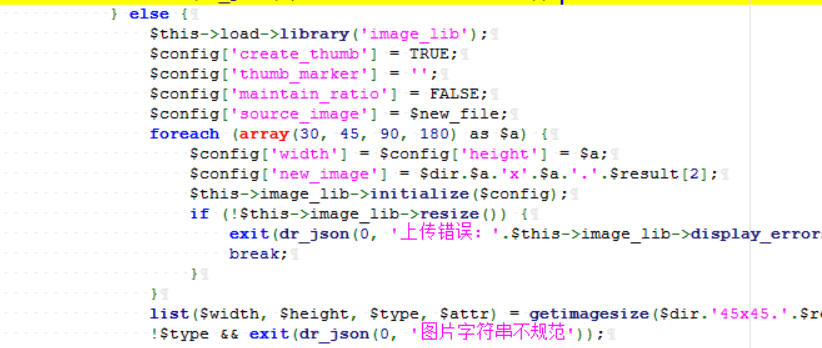 } else {
$this->load->library('image_lib');
$config['create_thumb'] = TRUE;
$config['thumb_marker'] = '';
$config['maintain_ratio'] = FALSE;
$config['source_image'] = $new_file;
foreach (array(30, 45, 90, 180) as $a) {
$config['width'] = $config['height'] = $a;
$config['new_image'] = $dir.$a.'x'.$a.'.'.$result[2];
$this->image_lib->initialize($config);
if (!$this->image_lib->resize()) {
exit(dr_json(0, '上传错误：'.$this->image_lib->display_errors
break;
}
}
list($width, $height, $type, $attr) = getimagesize($dir.'45x45.'.$re
!$type && exit(dr_json(0, '图片字符串不规范'));